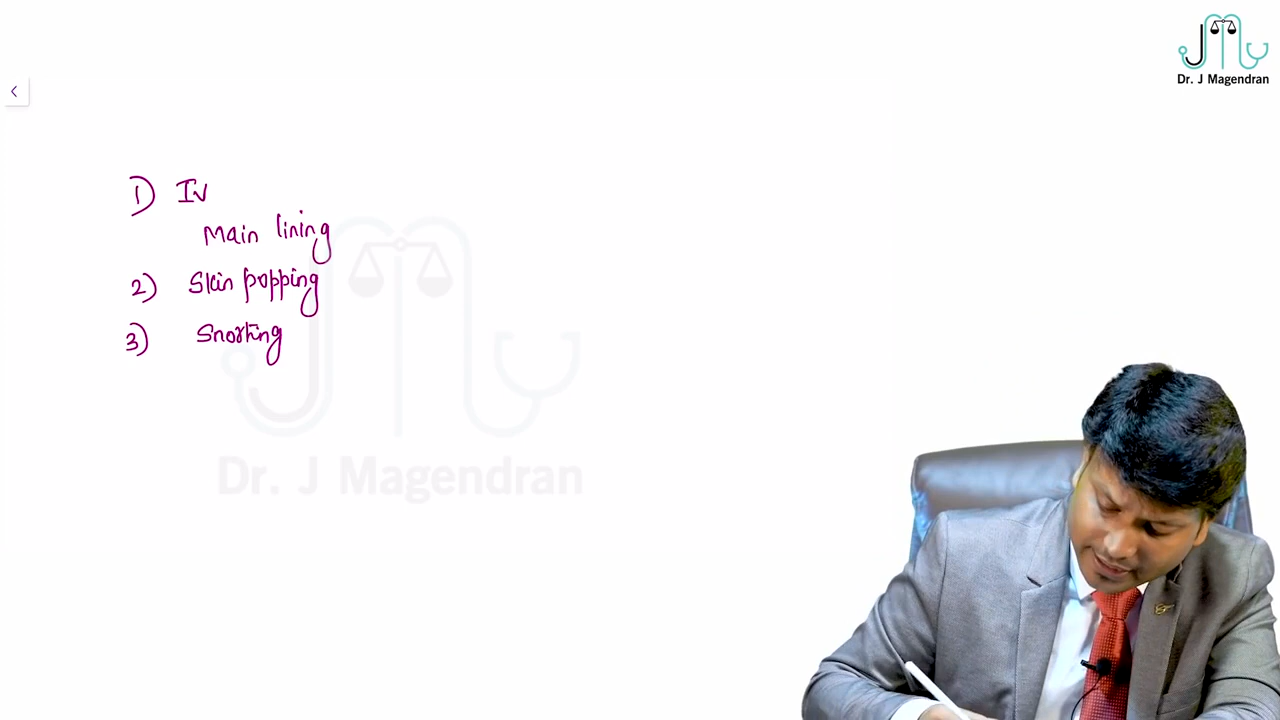 Dr. J Magendran
1) IV
Main lining
2) Skin popping
3) Snorting
Dr. J Magendran